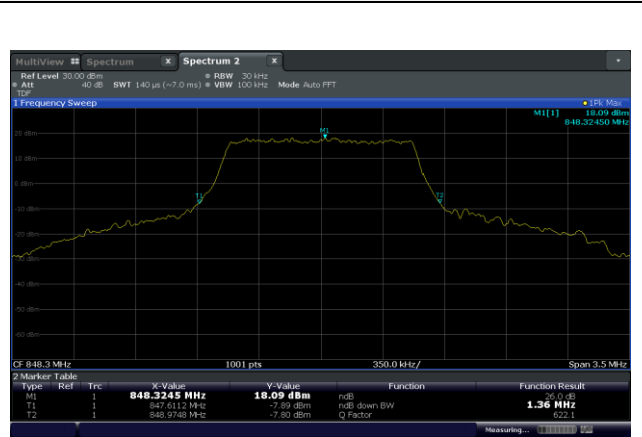 MultiView Spectrum X Spectrum 2 X
Ref Level 30.00 dBm RBW 30 kHz
Att 40 dB SWT 140 µs (~7.0 ms) VBW 100 kHz Mode Auto FFT
TDF
1 Frequency Sweep 1Pk Max
M1[1] 18.09 dBm
848.32450 MHz
M1
20 dBm
10 dBm
0 dBm
T1 T2
-10 dBm
-20 dBm
-30 dBm
-40 dBm
-50 dBm
-60 dBm
CF 848.3 MHz 1001 pts 350.0 kHz/ Span 3.5 MHz
2 Marker Table
Type Ref Trc X-Value Y-Value Function Function Result
M1 1 848.3245 MHz 18.09 dBm ndB 26.0 dB
T1 1 847.6112 MHz -7.89 dBm ndB down BW 1.36 MHz
T2 1 848.9748 MHz -7.80 dBm Q Factor 622.1
Measuring...